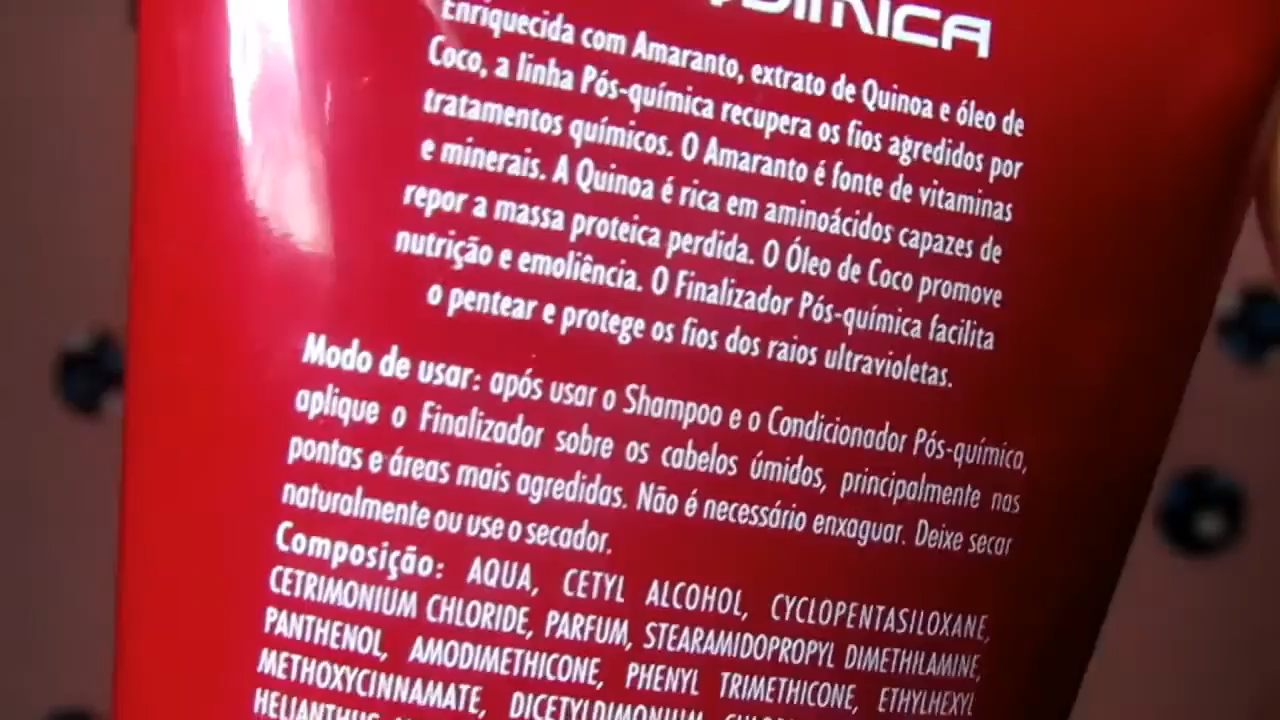 QUÍMICA
Enriquecida com Amaranto, extrato de Quinoa e óleo de
Coco, a linha Pós-química recupera os fios agredidos por
tratamentos químicos. O Amaranto é fonte de vitaminas
e minerais. A Quinoa é rica em aminoácidos capazes de
repor a massa proteica perdida. O Óleo de Coco promove
nutrição e emoliência. O Finalizador Pós-química facilita
o pentear e protege os fios dos raios ultravioletas.
Modo de usar: após usar o Shampoo e o Condicionador Pós-química,
aplique o Finalizador sobre os cabelos úmidos, principalmente nas
pontas e áreas mais agredidas. Não é necessário enxaguar. Deixe secar
naturalmente ou use o secador.
Composição: AQUA, CETYL ALCOHOL, CYCLOPENTASILOXANE,
CETRIMONIUM CHLORIDE, PARFUM, STEARAMIDOPROPYL DIMETHILAMINE,
PANTHENOL, AMODIMETHICONE, PHENYL TRIMETHICONE, ETHYLHEXYL
METHOXYCINNAMATE, DICETYLDIMONIUM
HELIANTHUS